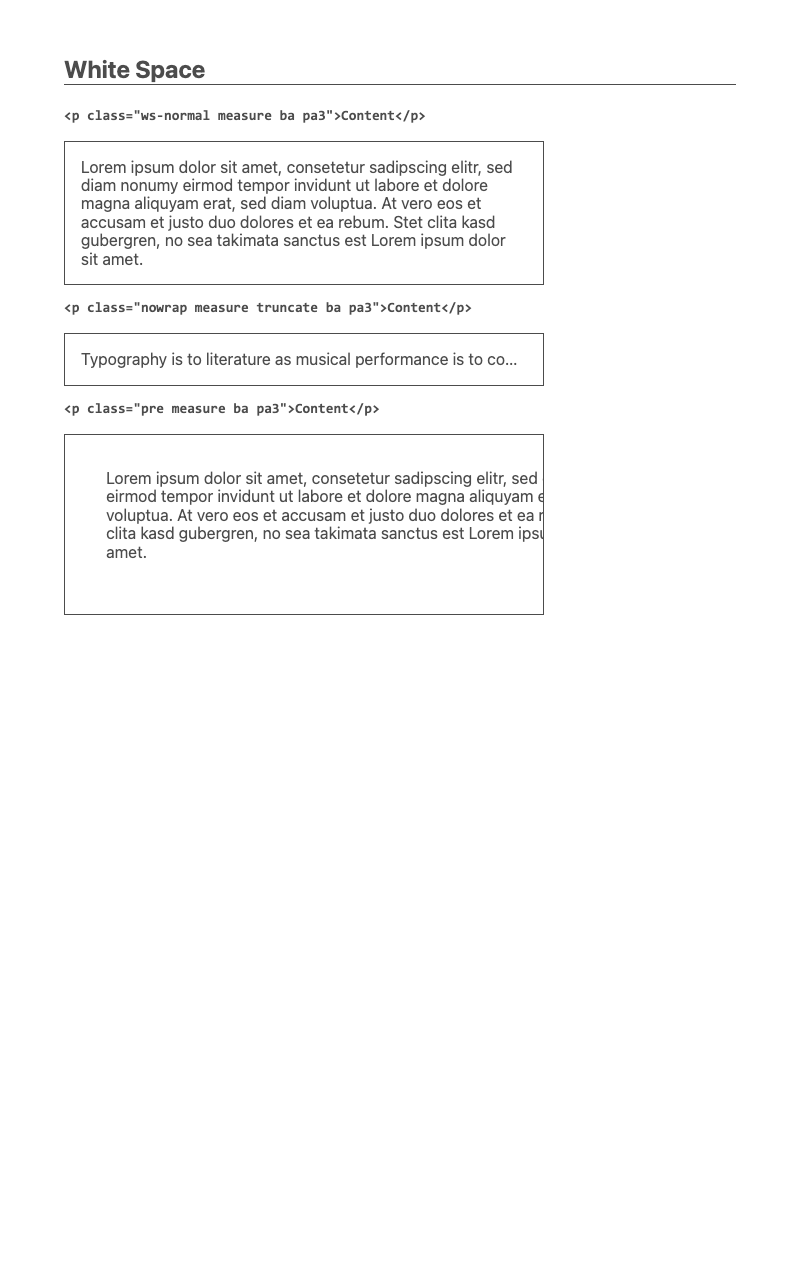 White Space
<p class="ws-normal measure ba pa3">Content</p>
Lorem ipsum dolor sit amet, consetetur sadipscing elitr, sed
diam nonumy eirmod tempor invidunt ut labore et dolore
magna aliquyam erat, sed diam voluptua. At vero eos et
accusam et justo duo dolores et ea rebum. Stet clita kasd
gubergren, no sea takimata sanctus est Lorem ipsum dolor
sit amet.
<p class="nowrap measure truncate ba pa3">Content</p>
Typography is to literature as musical performance is to co...
<p class="pre measure ba pa3">Content</p>
Lorem ipsum dolor sit amet, consetetur sadipscing elitr, sed
eirmod tempor invidunt ut labore et dolore magna aliquyam
voluptua. At vero eos et accusam et justo duo dolores et ea
clita kasd gubergren, no sea takimata sanctus est Lorem
amet.